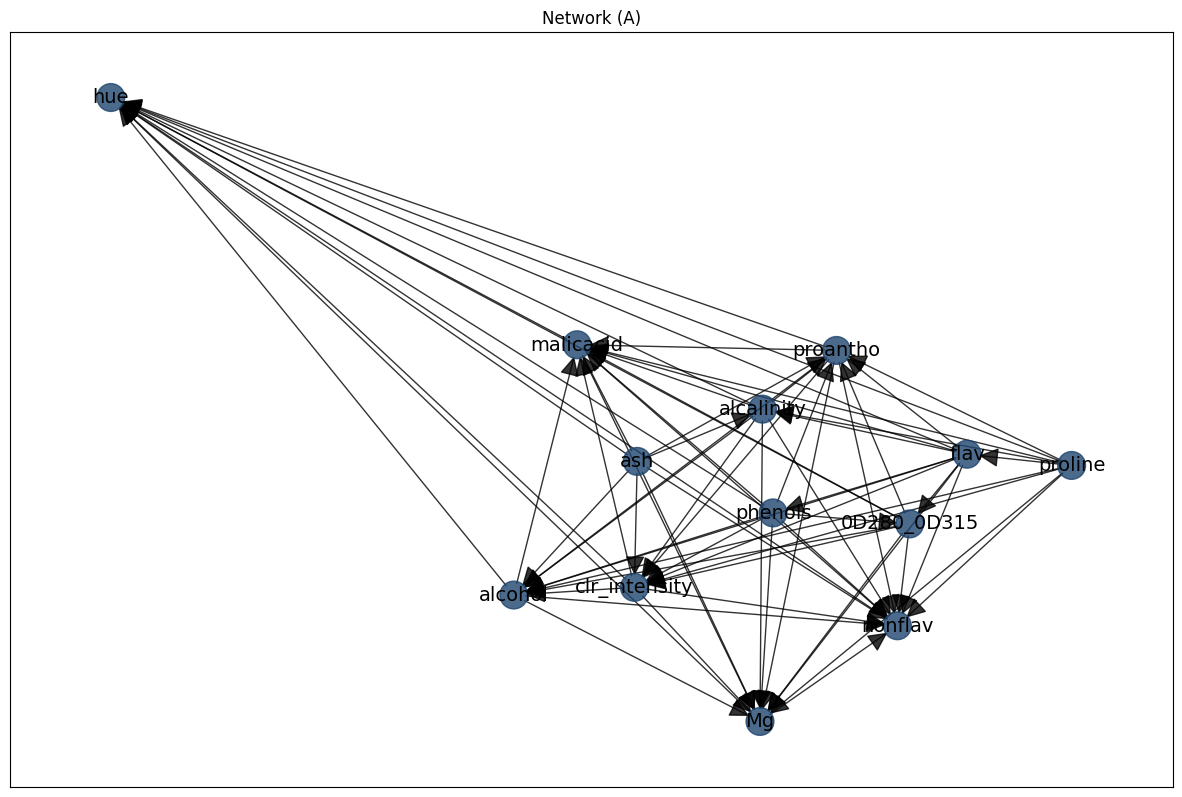 Network (A)
hue
malicacid
proantho
alcalinity
flav
ash
proline
phenols
0D280_0D315
clr_intensity
alcohol
nonflav
Mg